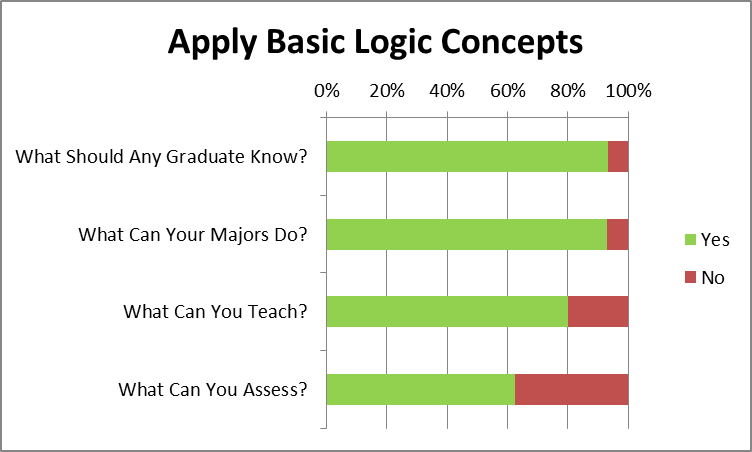 Apply Basic Logic Concepts
0% 20% 40% 60% 80% 100%
What Should Any Graduate Know?
What Can Your Majors Do?
Yes
No
What Can You Teach?
What Can You Assess?